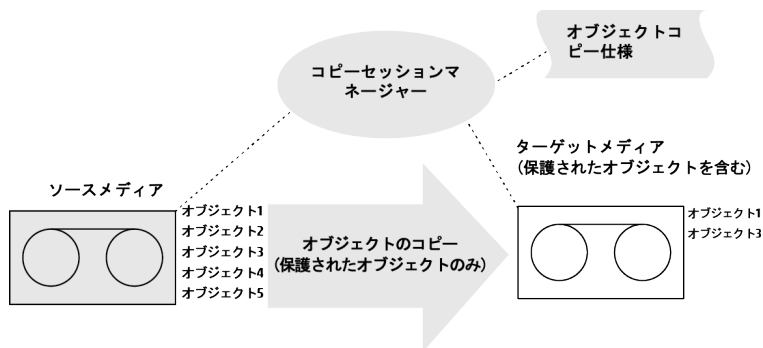 オブジェクトコ
ピー仕様
コピーセッションマ
ネージャー
ターゲットメディア
(保護されたオブジェクトを含む)
ソースメディア
オブジェクト1
オブジェクト2
オブジェクト3
オブジェクト4
オブジェクト5
オブジェクトのコピー
(保護されたオブジェクトのみ)
オブジェクト1
オブジェクト3